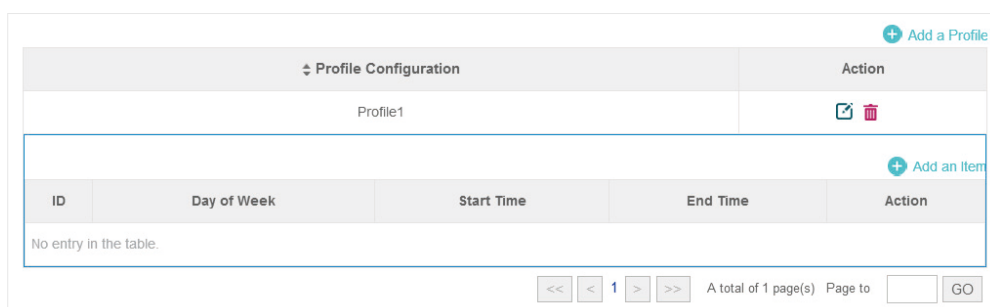 Add a Profile
Profile Configuration Action
Profile1
Add an Item
ID Day of Week Start Time End Time Action
No entry in the table.
<< < 1 > >> A total of 1 page(s) Page to GO